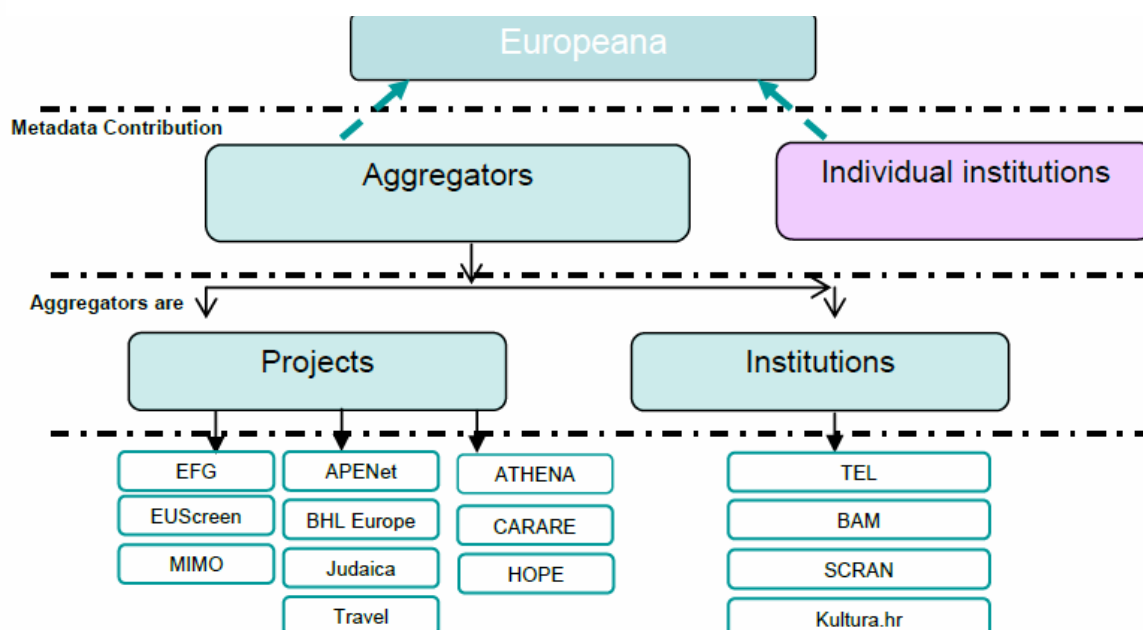 Europeana
Metadata Contribution
Aggregators
Individual institutions
Aggregators are
Projects
Institutions
EFG
EUScreen
MIMO
APENet
BHL Europe
Judaica
Travel
ATHENA
CARARE
HOPE
TEL
BAM
SCRAN
Kultura.hr